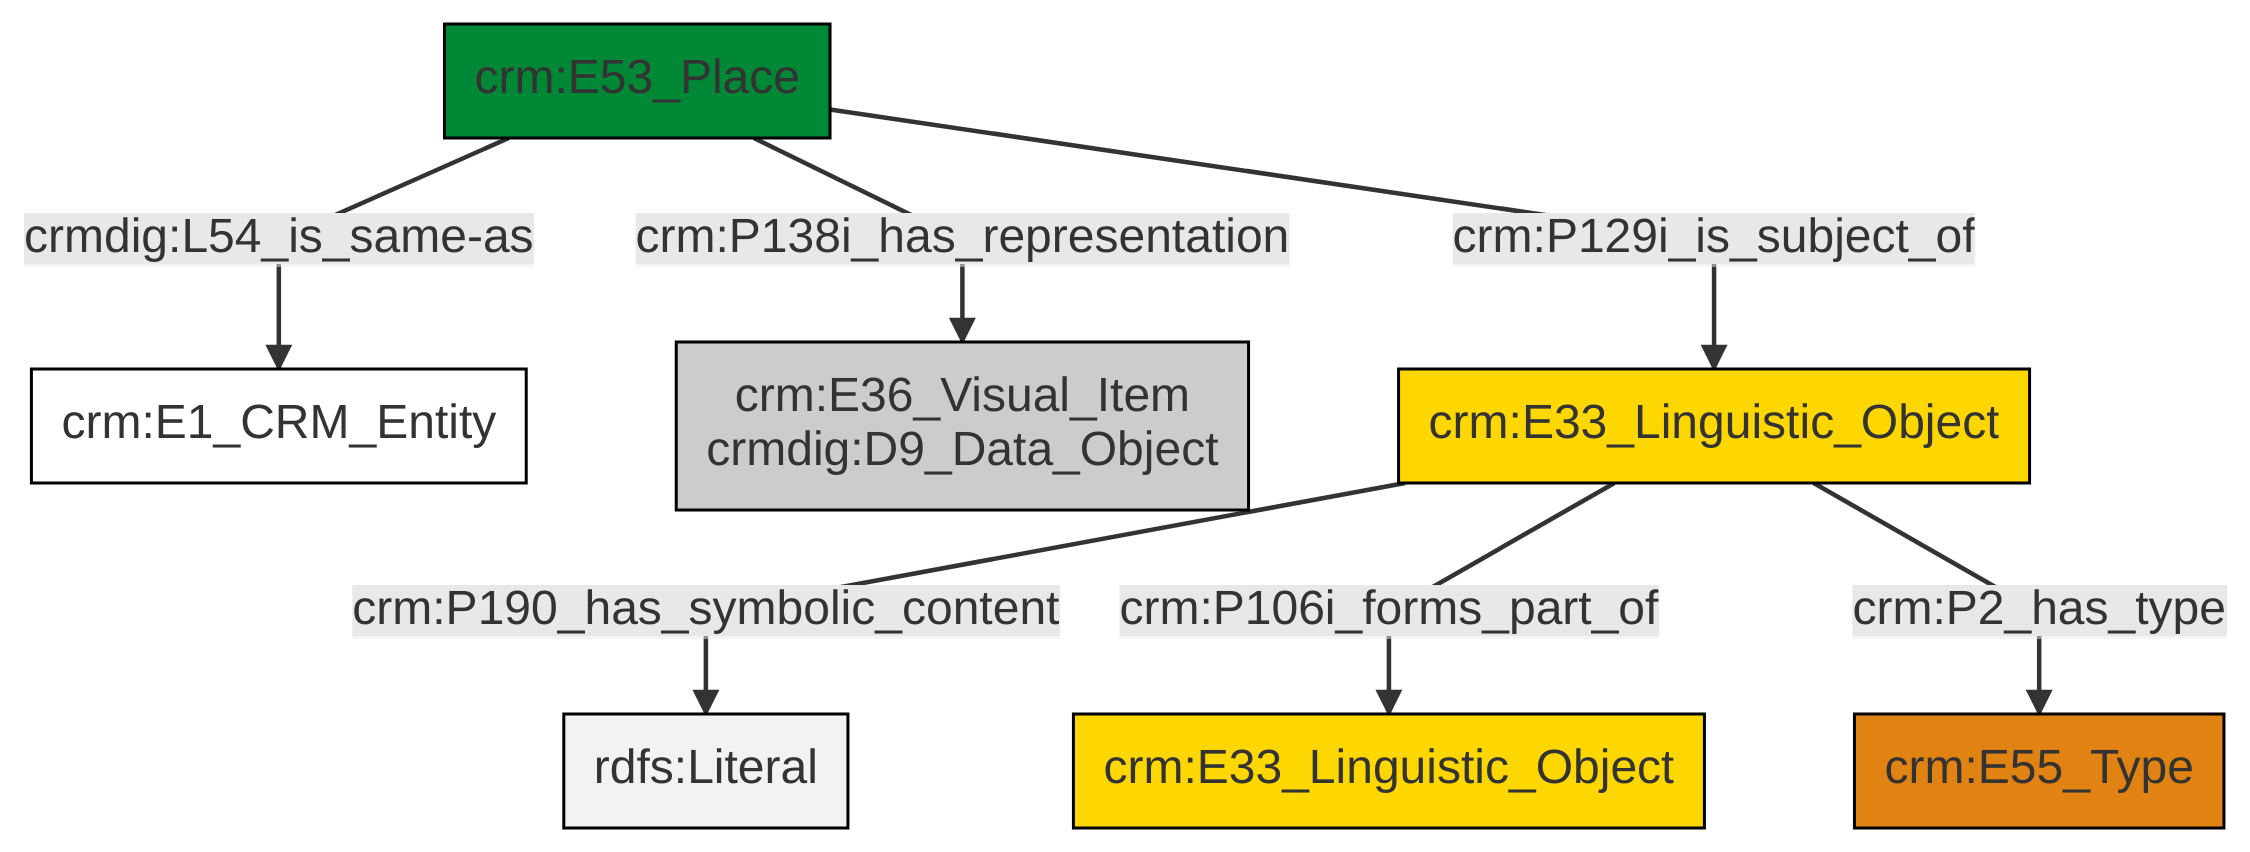 crm:E53_Place
crmdig:L54_is_same-as
crm:P138i_has_representation
crm:P129i_is_subject_of
crm:E1_CRM_Entity
crm:E36_Visual_Item
crmdig:D9_Data_Object
crm:E33_Linguistic_Object
crm:P190_has_symbolic_content
crm:P106i_forms_part_of
crm:P2_has_type
rdfs:Literal
crm:E33_Linguistic_Object
crm:E55_Type